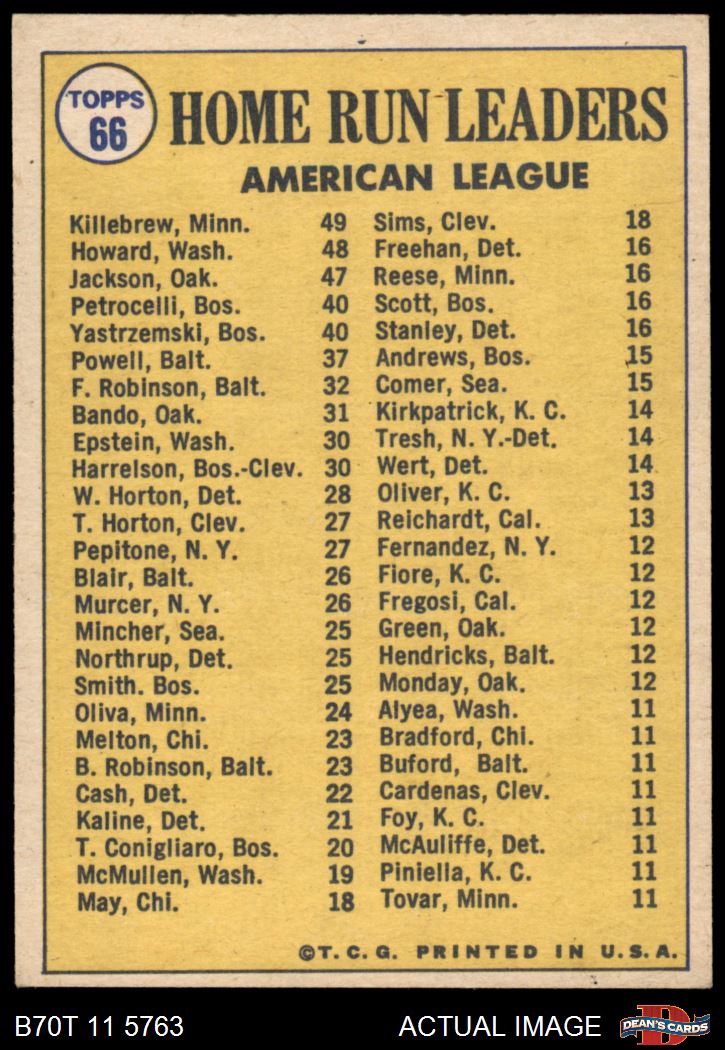 TOPPS
66
HOME RUN LEADERS
AMERICAN LEAGUE
Killebrew, Minn. 49
Howard, Wash. 48
Jackson, Oak. 47
Petrocelli, Bos. 40
Yastrzemski, Bos. 40
Powell, Balt. 37
F. Robinson, Balt. 32
Bando, Oak. 31
Epstein, Wash. 30
Harrelson, Bos.-Clev. 30
W. Horton, Det. 28
T. Horton, Clev. 27
Pepitone, N. Y. 27
Blair, Balt. 26
Murcer, N. Y. 26
Mincher, Sea. 25
Northrup, Det. 25
Smith. Bos. 25
Oliva, Minn. 24
Melton, Chi. 23
B. Robinson, Balt. 23
Cash, Det. 22
Kaline, Det. 21
T. Conigliaro, Bos. 20
McMullen, Wash. 19
May, Chi. 18
Sims, Clev. 18
Freehan, Det. 16
Reese, Minn. 16
Scott, Bos. 16
Stanley, Det. 16
Andrews, Bos. 15
Comer, Sea. 15
Kirkpatrick, K. C. 14
Tresh, N. Y.-Det. 14
Wert, Det. 14
Oliver, K. C. 13
Reichardt, Cal. 13
Fernandez, N. Y. 12
Fiore, K. C. 12
Fregosi, Cal. 12
Green, Oak. 12
Hendricks, Balt. 12
Monday, Oak. 12
Alyea, Wash. 11
Bradford, Chi. 11
Buford, Balt. 11
Cardenas, Clev. 11
Foy, K. C. 11
McAuliffe, Det. 11
Piniella, K. C. 11
Tovar, Minn. 11
©T. C. G. PRINTED IN U. S. A.
B70T 11 5763
ACTUAL IMAGE
D
DEAN'S CARDS